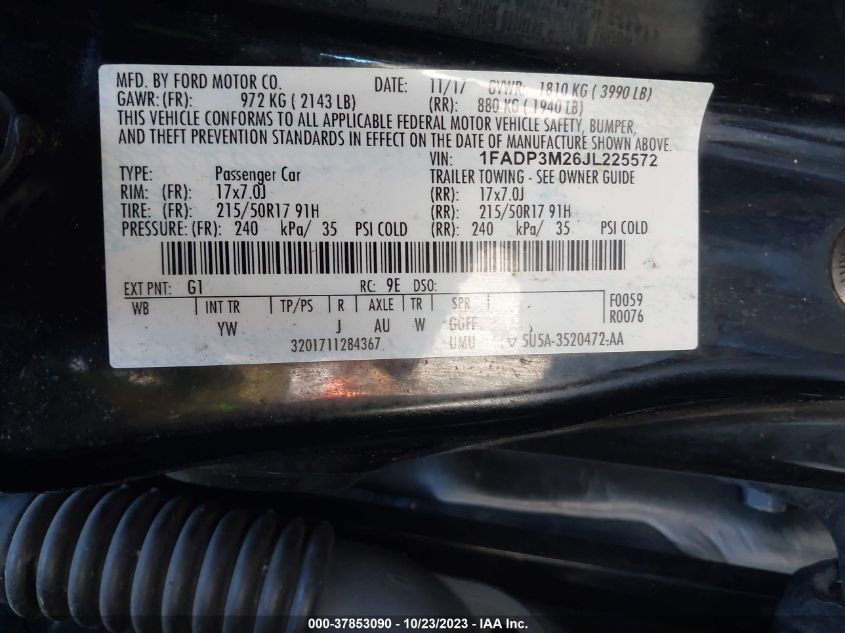 MFD. BY FORD MOTOR CO. DATE: 11/17 GVWR: 1810 KG ( 3990 LB)
GAWR:(FR): 972 KG ( 2143 LB) (RR): 880 KG ( 1940 LB)
THIS VEHICLE CONFORMS TO ALL APPLICABLE FEDERAL MOTOR VEHICLE SAFETY, BUMPER,
AND THEFT PREVENTION STANDARDS IN EFFECT ON THE DATE OF MANUFACTURE SHOWN ABOVE.
VIN: 1FADP3M26JL225572
TYPE: Passenger Car TRAILER TOWING - SEE OWNER GUIDE
RIM: (FR): 17x7.0J (RR): 17x7.0J
TIRE: (FR): 215/50R17 91H (RR): 215/50R17 91H
PRESSURE: (FR): 240 kPa/ 35 PSI COLD (RR): 240 kPa/ 35 PSI COLD
EXT PNT: G1 RC: 9E DSO:
WB INT TR TP/PS R AXLE TR SPR F0059
YW J AU W GGFF R0076
3201711284367 UMU 5U5A-3520472-AA
000-37853090 - 10/23/2023 - IAA Inc.